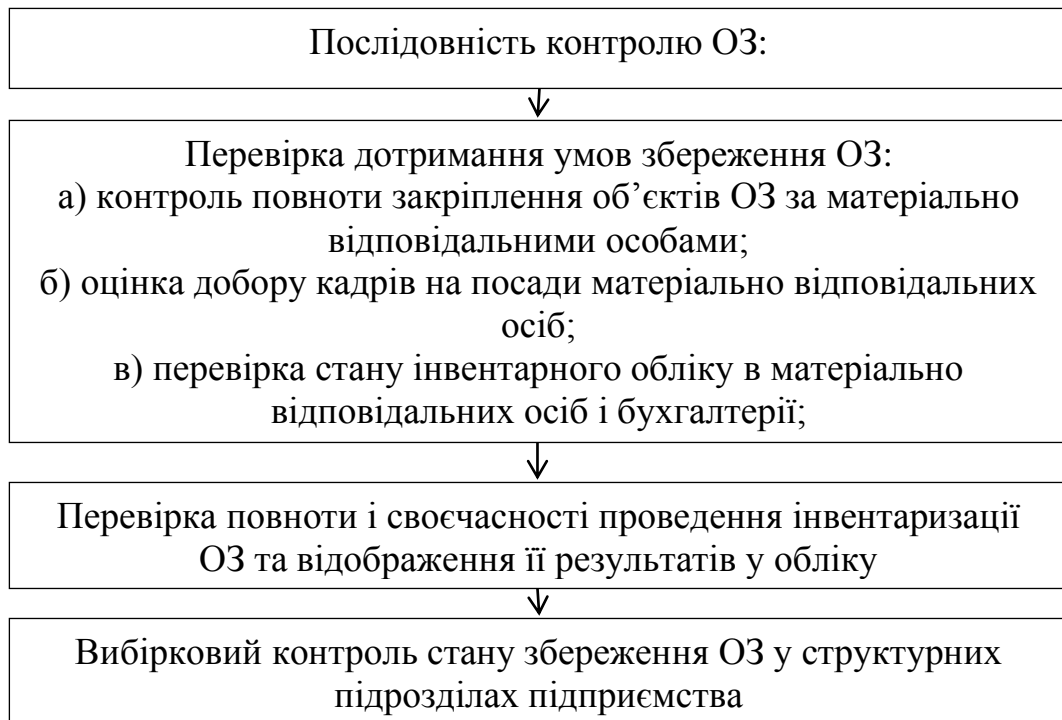 Послідовність контролю ОЗ:
Перевірка дотримання умов збереження ОЗ:
а) контроль повноти закріплення об’єктів ОЗ за матеріально
відповідальними особами;
б) оцінка добору кадрів на посади матеріально відповідальних
осіб;
в) перевірка стану інвентарного обліку в матеріально
відповідальних осіб і бухгалтерії;
Перевірка повноти і своєчасності проведення інвентаризації
ОЗ та відображення її результатів у обліку
Вибірковий контроль стану збереження ОЗ у структурних
підрозділах підприємства